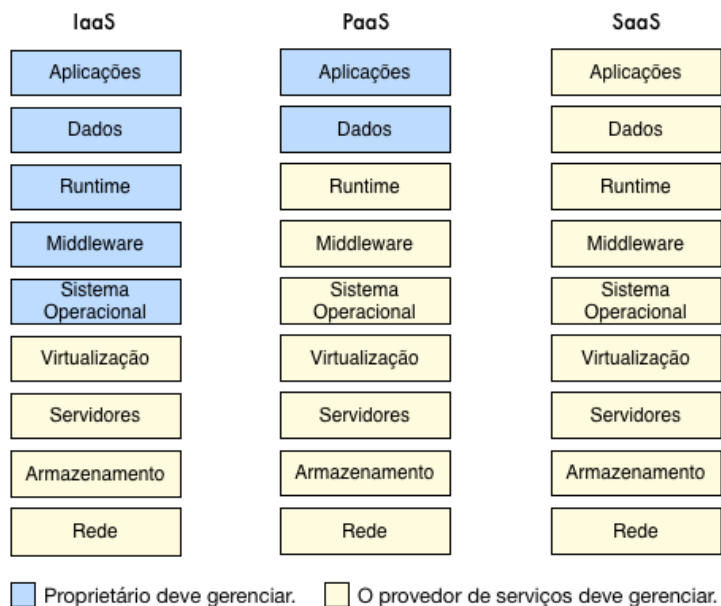 IaaS
PaaS
SaaS
Aplicações
Aplicações
Aplicações
Dados
Dados
Dados
Runtime
Runtime
Runtime
Middleware
Middleware
Middleware
Sistema
Operacional
Sistema
Operacional
Sistema
Operacional
Virtualização
Virtualização
Virtualização
Servidores
Servidores
Servidores
Armazenamento
Armazenamento
Armazenamento
Rede
Rede
Rede
Proprietário deve gerenciar.
O provedor de serviços deve gerenciar.